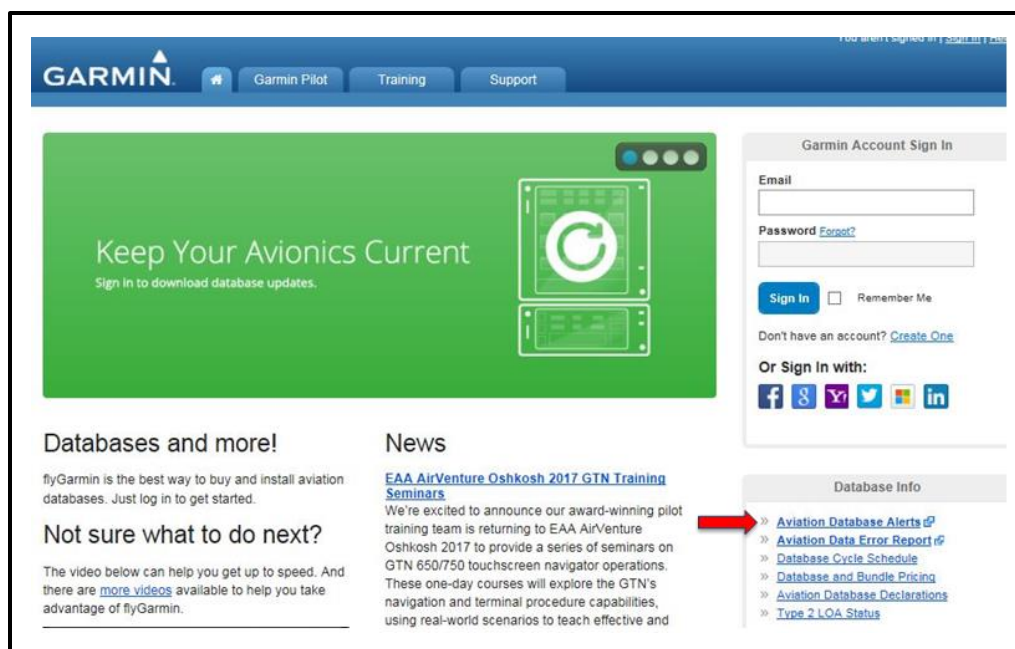 You aren't signed in | Sign In | Hel
GARMIN.
Garmin Pilot
Training
Support
Keep Your Avionics Current
Sign in to download database updates.
Garmin Account Sign In
Email
Password Forgot?
Sign In
Remember Me
Don't have an account? Create One
Or Sign In with:
Databases and more!
flyGarmin is the best way to buy and install aviation
databases. Just log in to get started.
Not sure what to do next?
The video below can help you get up to speed. And
there are more videos available to help you take
advantage of flyGarmin.
News
EAA AirVenture Oshkosh 2017 GTN Training
Seminars
We're excited to announce our award-winning pilot
training team is returning to EAA AirVenture
Oshkosh 2017 to provide a series of seminars on
GTN 650/750 touchscreen navigator operations.
These one-day courses will explore the GTN's
navigation and terminal procedure capabilities,
using real-world scenarios to teach effective and
Database Info
» Aviation Database Alerts
» Aviation Data Error Report
» Database Cycle Schedule
» Database and Bundle Pricing
» Aviation Database Declarations
» Type 2 LOA Status